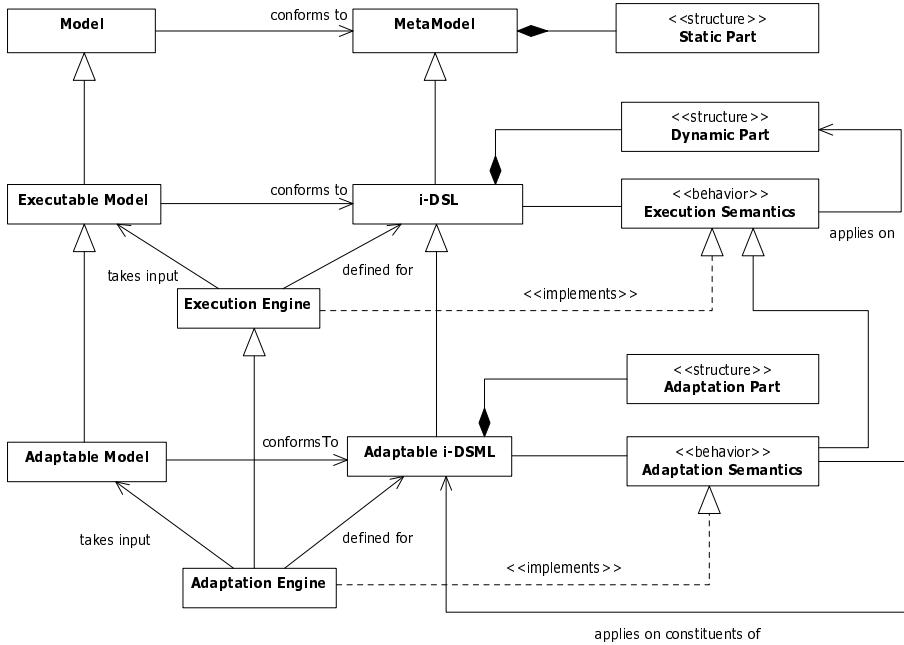 conforms to
<<structure>>
Model
MetaModel
Static Part
<<structure>>
Dynamic Part
conforms to
<<behavior>>
Executable Model
i-DSL
Execution Semantics
applies on
takes input
defined for
<<implements>>
Execution Engine
<<structure>>
Adaptation Part
conformsTo
<<behavior>>
Adaptable Model
Adaptable i-DSML
Adaptation Semantics
takes input
defined for
<<implements>>
Adaptation Engine
applies on constituents of